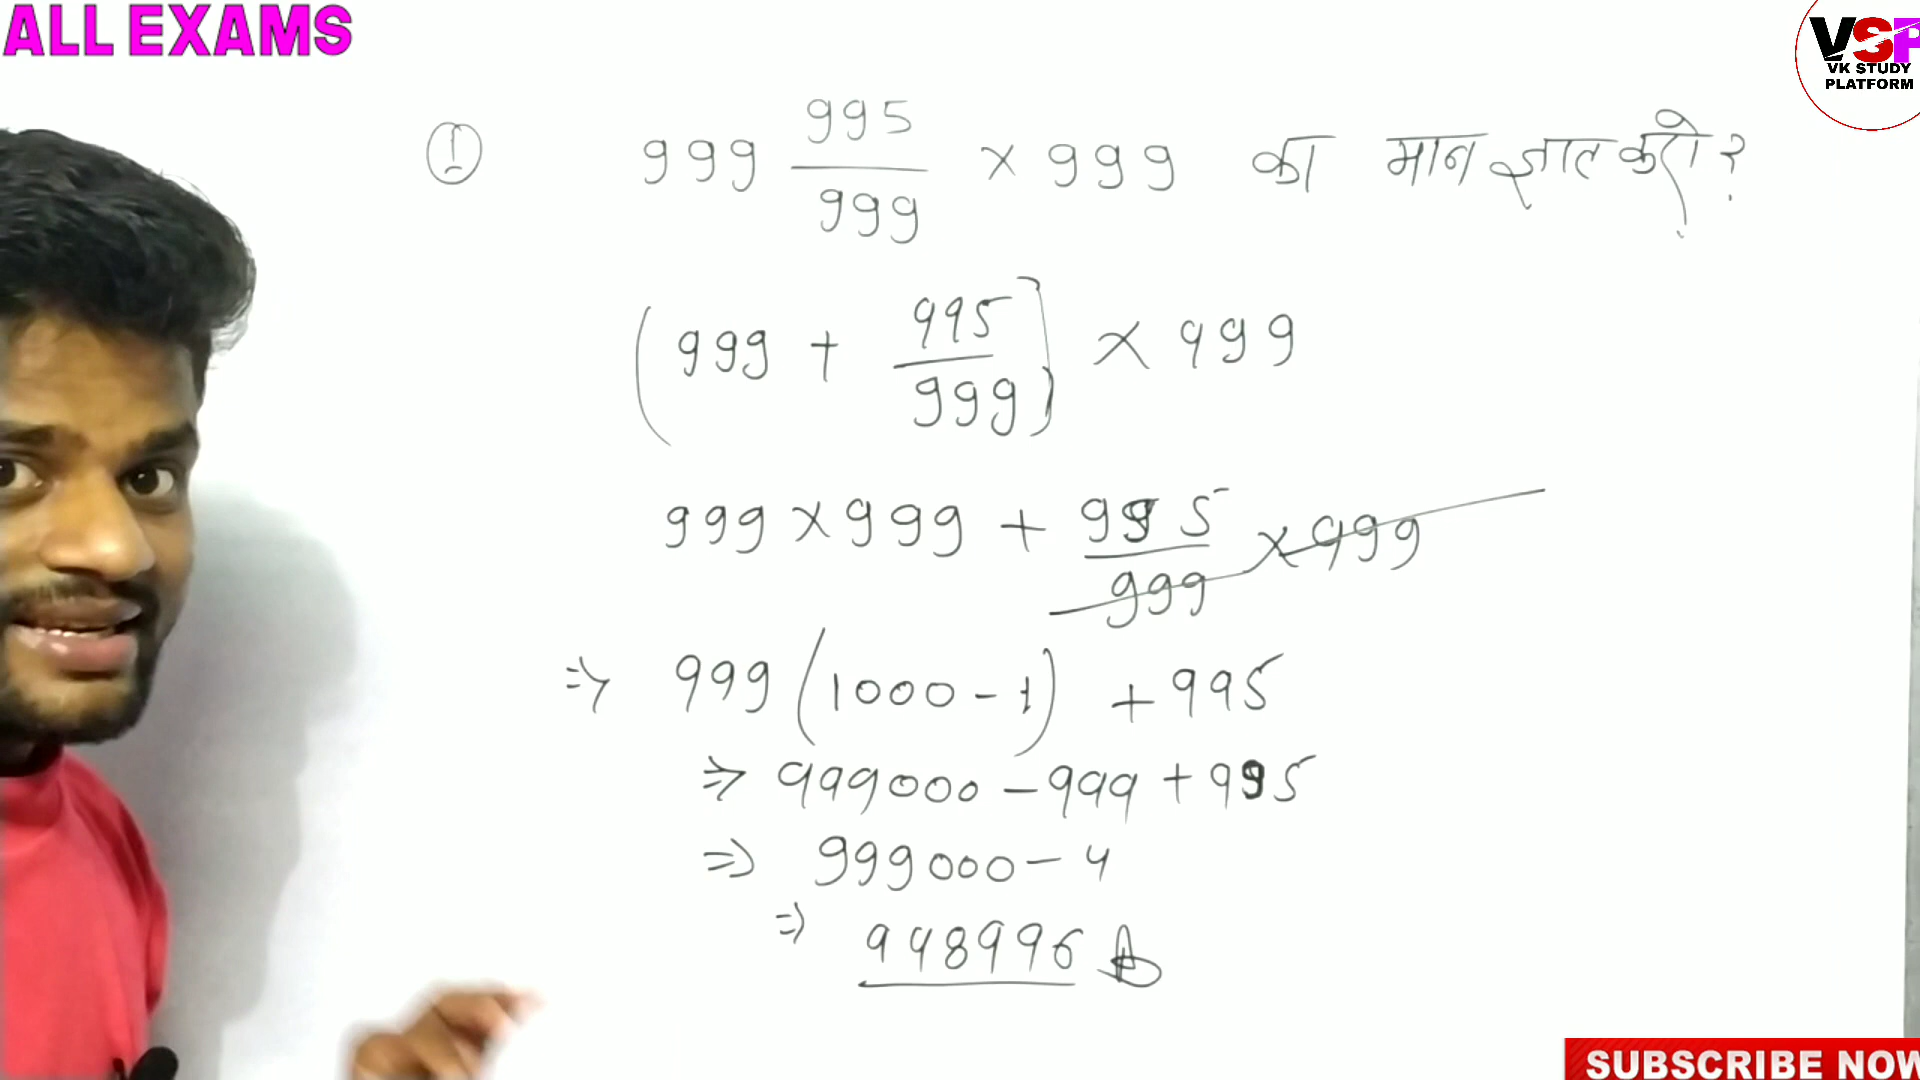 ALL EXAMS
VSP
VK STUDY
PLATFORM
① 999 995/999 × 999 का मान ज्ञात करो ?
(999 + 995/999) × 999
999 × 999 + 995/999 × 999
⇒ 999 (1000 - 1) + 995
⇒ 999000 - 999 + 995
⇒ 999000 - 4
⇒ 998996 A
SUBSCRIBE NOW